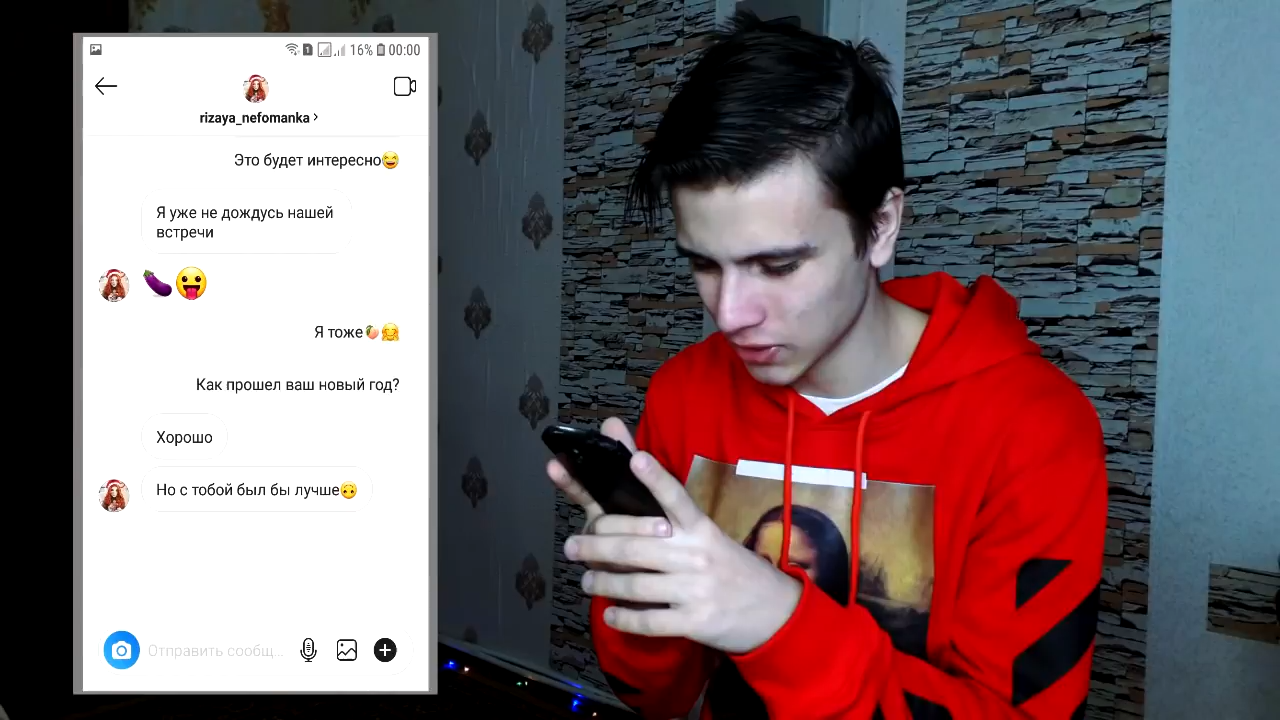 16% 00:00
rizaya_nefomanka
Это будет интересно😂
Я уже не дождусь нашей
встречи
🍆😛
Я тоже🍑🤗
Как прошел ваш новый год?
Хорошо
Но с тобой был бы лучше😶
Отправить сообщ...